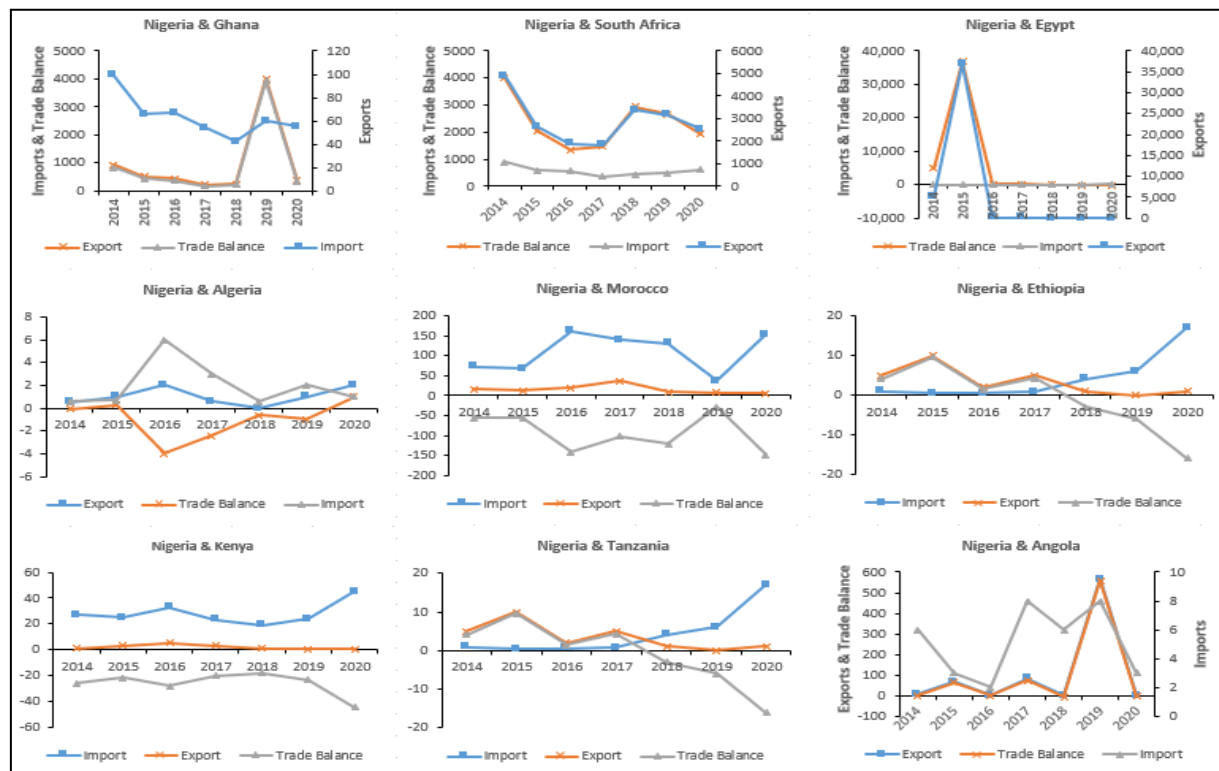 Nigeria & Ghana
Imports & Trade Balance
5000
4000
3000
2000
1000
0
120
100
80
60
40
20
0
Exports
2014 2015 2016 2017 2018 2019 2020
Export Trade Balance Import
Nigeria & South Africa
Imports & Trade Balance
5000
4000
3000
2000
1000
0
6000
5000
4000
3000
2000
1000
0
Exports
2014 2015 2016 2017 2018 2019 2020
Trade Balance Import Export
Nigeria & Egypt
Imports & Trade Balance
40,000
30,000
20,000
10,000
0
-10,000
40,000
35,000
30,000
25,000
20,000
15,000
10,000
5,000
0
Exports
2014 2015 2016 2017 2018 2019 2020
Trade Balance Import Export
Nigeria & Algeria
8
6
4
2
0
-2
-4
-6
2014 2015 2016 2017 2018 2019 2020
Export Trade Balance Import
Nigeria & Morocco
200
150
100
50
0
-50
-100
-150
-200
2014 2015 2016 2017 2018 2019 2020
Import Export Trade Balance
Nigeria & Ethiopia
20
10
0
-10
-20
2014 2015 2016 2017 2018 2019 2020
Import Export Trade Balance
Nigeria & Kenya
60
40
20
0
-20
-40
-60
2014 2015 2016 2017 2018 2019 2020
Import Export Trade Balance
Nigeria & Tanzania
20
10
0
-10
-20
2014 2015 2016 2017 2018 2019 2020
Import Export Trade Balance
Nigeria & Angola
Exports & Trade Balance
600
500
400
300
200
100
0
-100
10
8
6
4
2
0
Imports
2014 2015 2016 2017 2018 2019 2020
Export Trade Balance Import